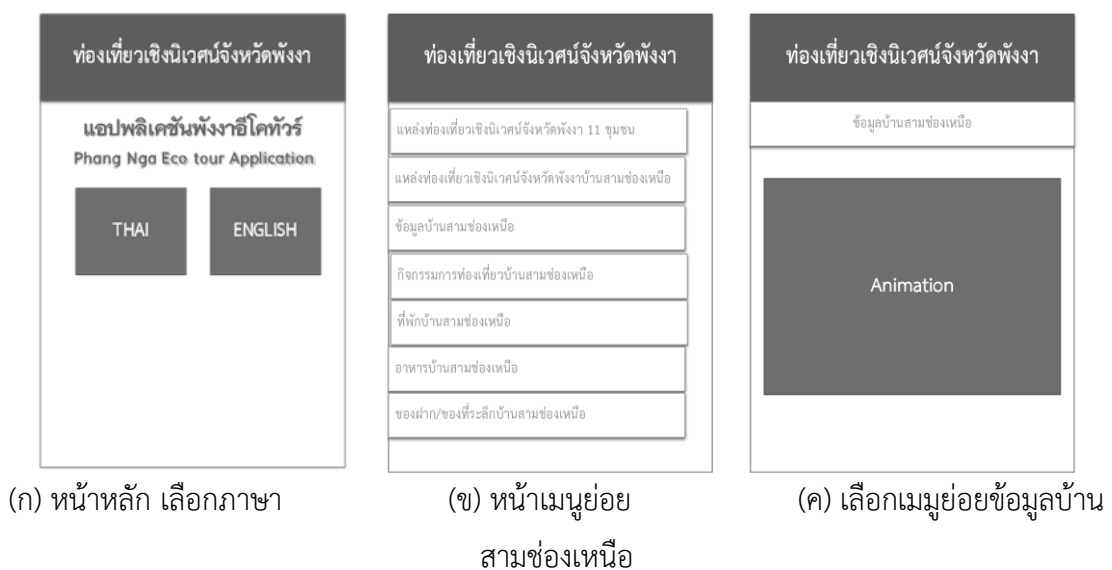 ท่องเที่ยวเชิงนิเวศน์จังหวัดพังงา
แอปพลิเคชันพังงาอีโคทัวร์
Phang Nga Eco tour Application
THAI
ENGLISH
ท่องเที่ยวเชิงนิเวศน์จังหวัดพังงา
แหล่งท่องเที่ยวเชิงนิเวศน์จังหวัดพังงา 11 ชุมชน
แหล่งท่องเที่ยวเชิงนิเวศน์จังหวัดพังงาบ้านสามช่องเหนือ
ข้อมูลบ้านสามช่องเหนือ
กิจกรรมการท่องเที่ยวบ้านสามช่องเหนือ
ที่พักบ้านสามช่องเหนือ
อาหารบ้านสามช่องเหนือ
ของฝาก/ของที่ระลึกบ้านสามช่องเหนือ
ท่องเที่ยวเชิงนิเวศน์จังหวัดพังงา
ข้อมูลบ้านสามช่องเหนือ
Animation
(ก) หน้าหลัก เลือกภาษา
(ข) หน้าเมนูย่อย
(ค) เลือกเมมูย่อยข้อมูลบ้าน
สามช่องเหนือ